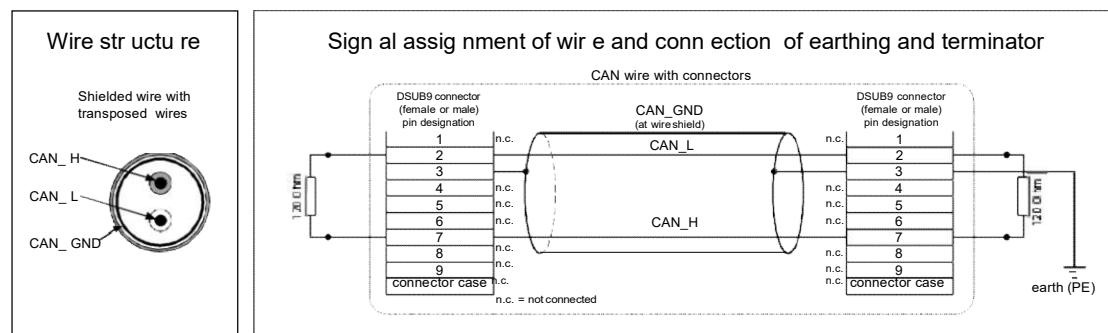 Wire str uctu re
Shielded wire with
transposed wires
CAN_ H
CAN_ L
CAN_ GND
Sign al assig nment of wir e and conn ection of earthing and terminator
CAN wire with connectors
DSUB9 connector
(female or male)
pin designation
1
2
3
4
5
6
7
8
9
connector case
n.c.
n.c.
n.c.
n.c.
n.c.
n.c.
n.c.
n.c. = not connected
120 Ohm
CAN_GND
(at wire shield)
CAN_L
CAN_H
DSUB9 connector
(female or male)
pin designation
n.c.
n.c.
n.c.
n.c.
n.c.
n.c.
n.c.
1
2
3
4
5
6
7
8
9
connector case
120 Ohm
earth (PE)